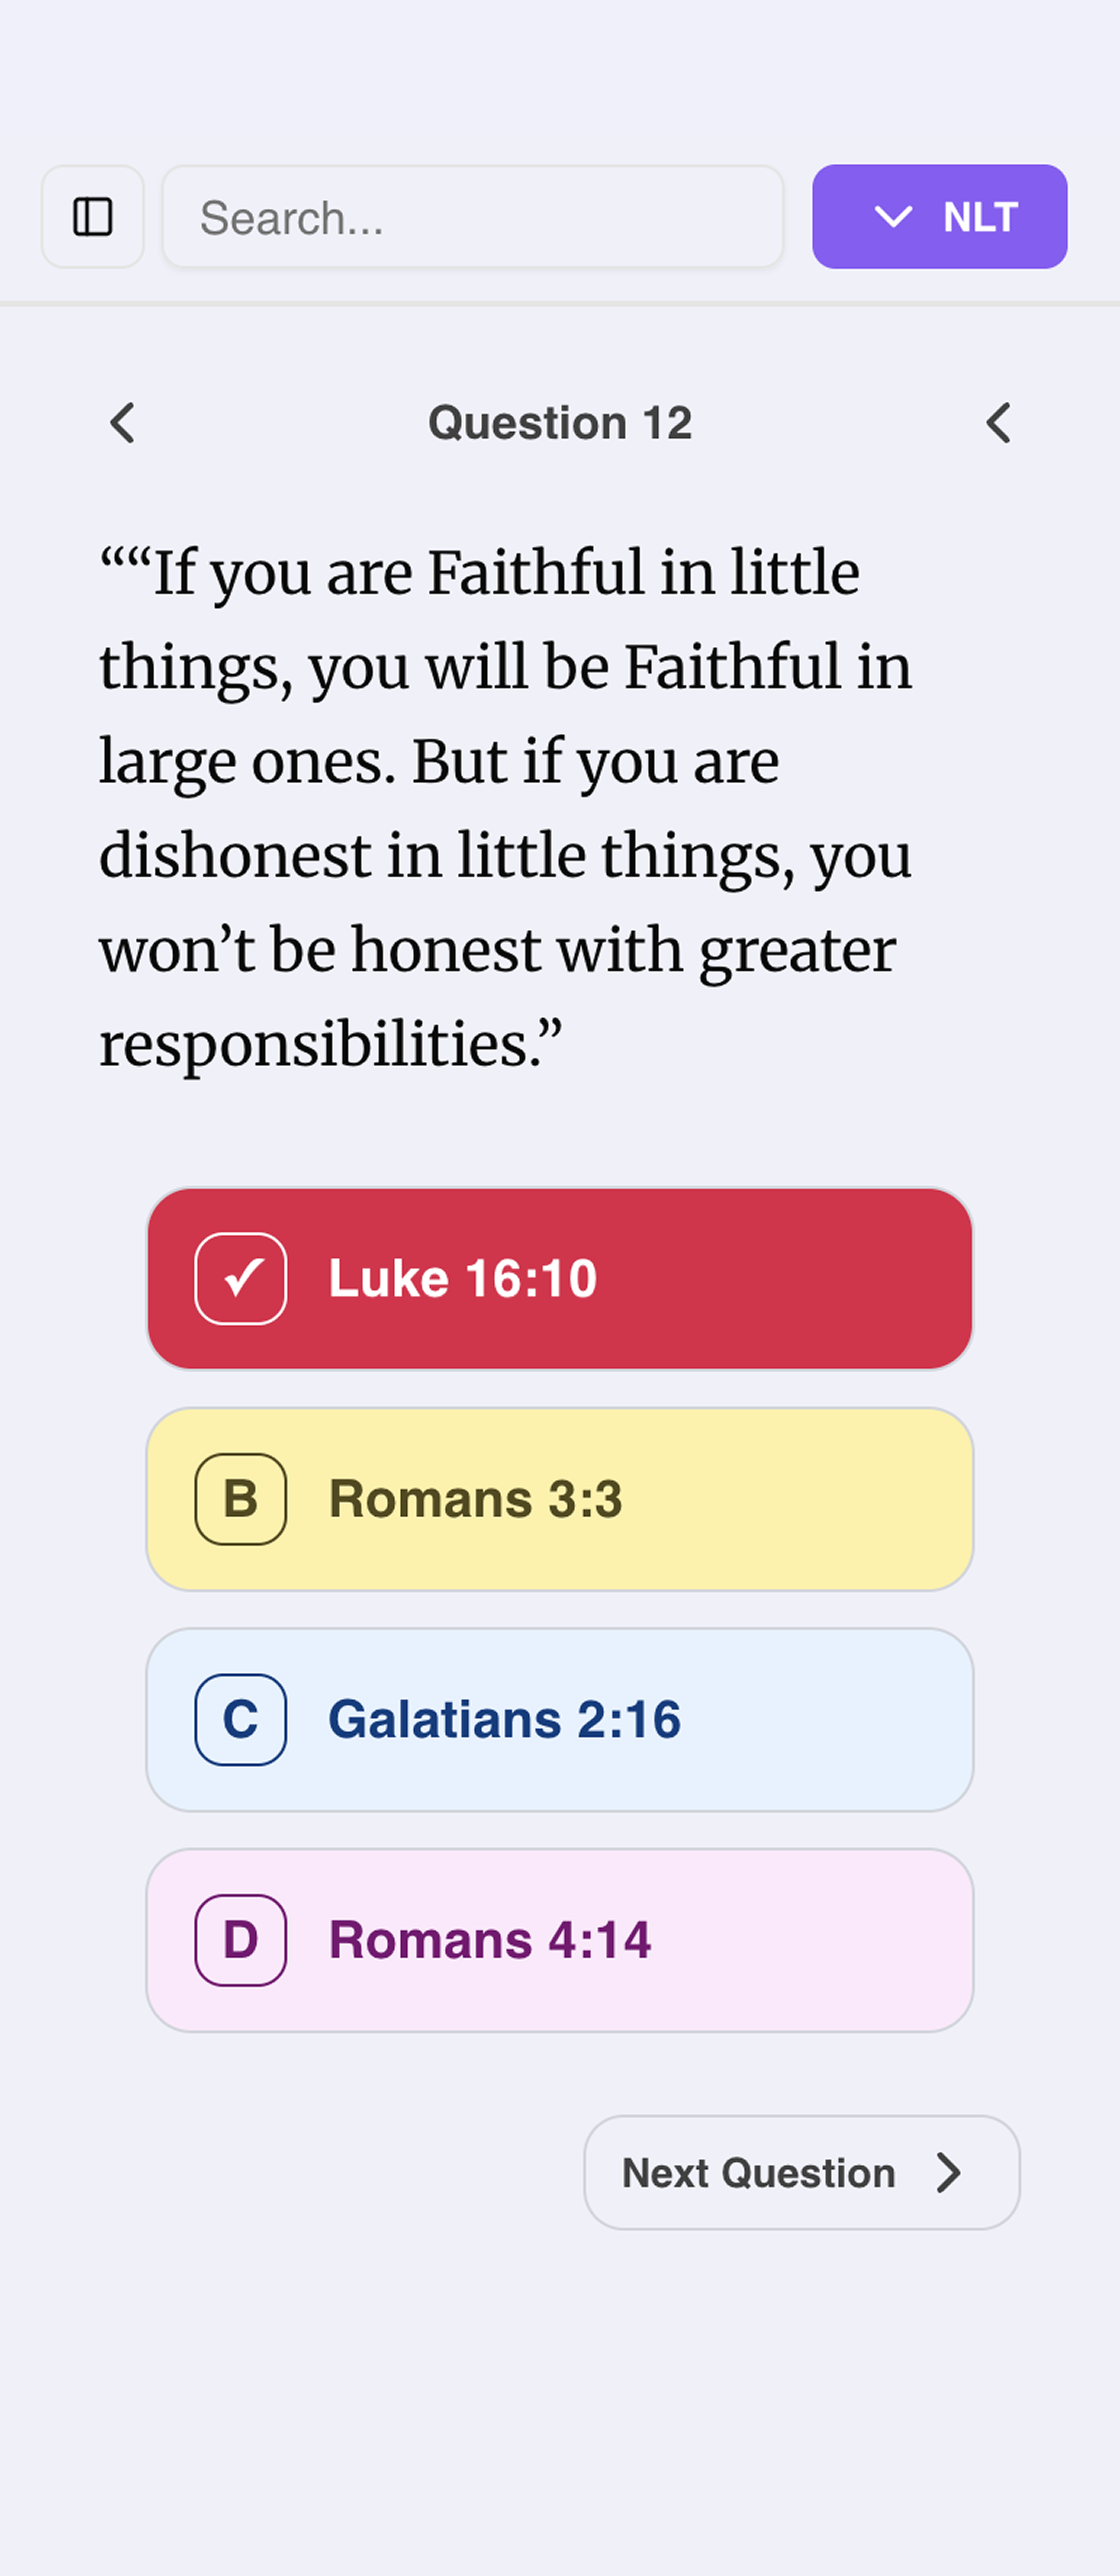 Search...
NLT
Question 12
““If you are Faithful in little
things, you will be Faithful in
large ones. But if you are
dishonest in little things, you
won’t be honest with greater
responsibilities.”
✓ Luke 16:10
B Romans 3:3
C Galatians 2:16
D Romans 4:14
Next Question